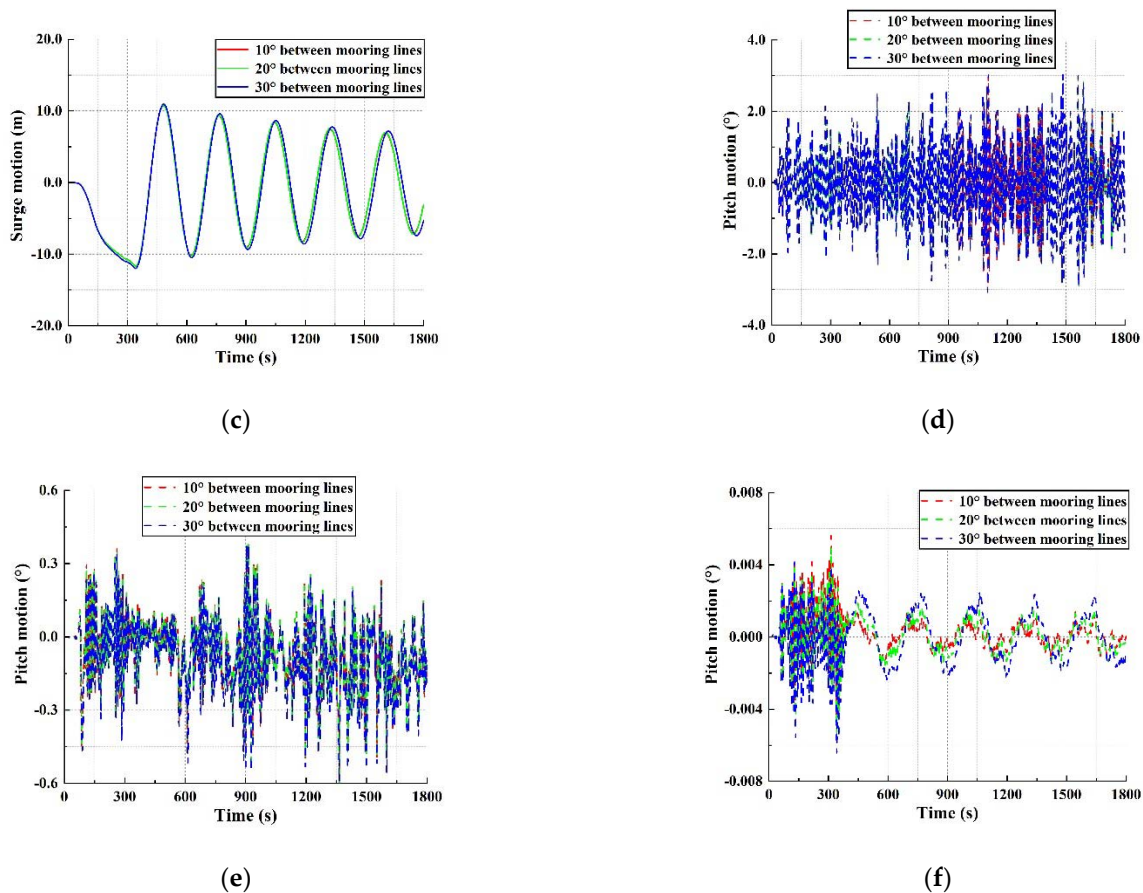 20.0
10.0
0.0
-10.0
-20.0
Surge motion (m)
10° between mooring lines
20° between mooring lines
30° between mooring lines
0 300 600 900 1200 1500 1800
Time (s)
(c)
4.0
2.0
0.0
-2.0
-4.0
Pitch motion (°)
10° between mooring lines
20° between mooring lines
30° between mooring lines
0 300 600 900 1200 1500 1800
Time (s)
(d)
0.6
0.3
0.0
-0.3
-0.6
Pitch motion (°)
10° between mooring lines
20° between mooring lines
30° between mooring lines
0 300 600 900 1200 1500 1800
Time (s)
(e)
0.008
0.004
0.000
-0.004
-0.008
Pitch motion (°)
10° between mooring lines
20° between mooring lines
30° between mooring lines
0 300 600 900 1200 1500 1800
Time (s)
(f)